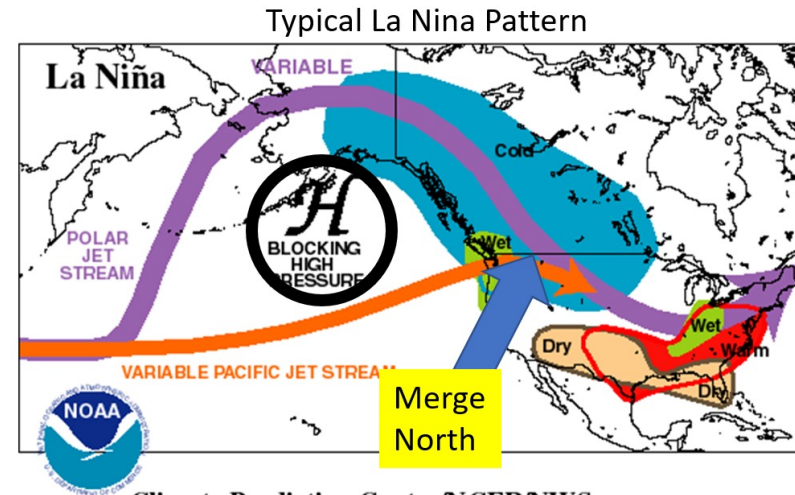 Typical La Nina Pattern
La Niña
VARIABLE
Cold
H
BLOCKING
HIGH
PRESSURE
POLAR
JET
STREAM
Wet
VARIABLE PACIFIC JET STREAM
Dry
Wet
Warm
Dry
Merge
North
NOAA